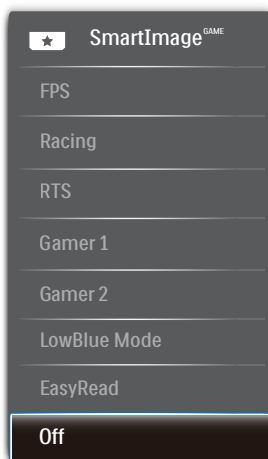 SmartImage GAME
FPS
Racing
RTS
Gamer 1
Gamer 2
LowBlue Mode
EasyRead
Off